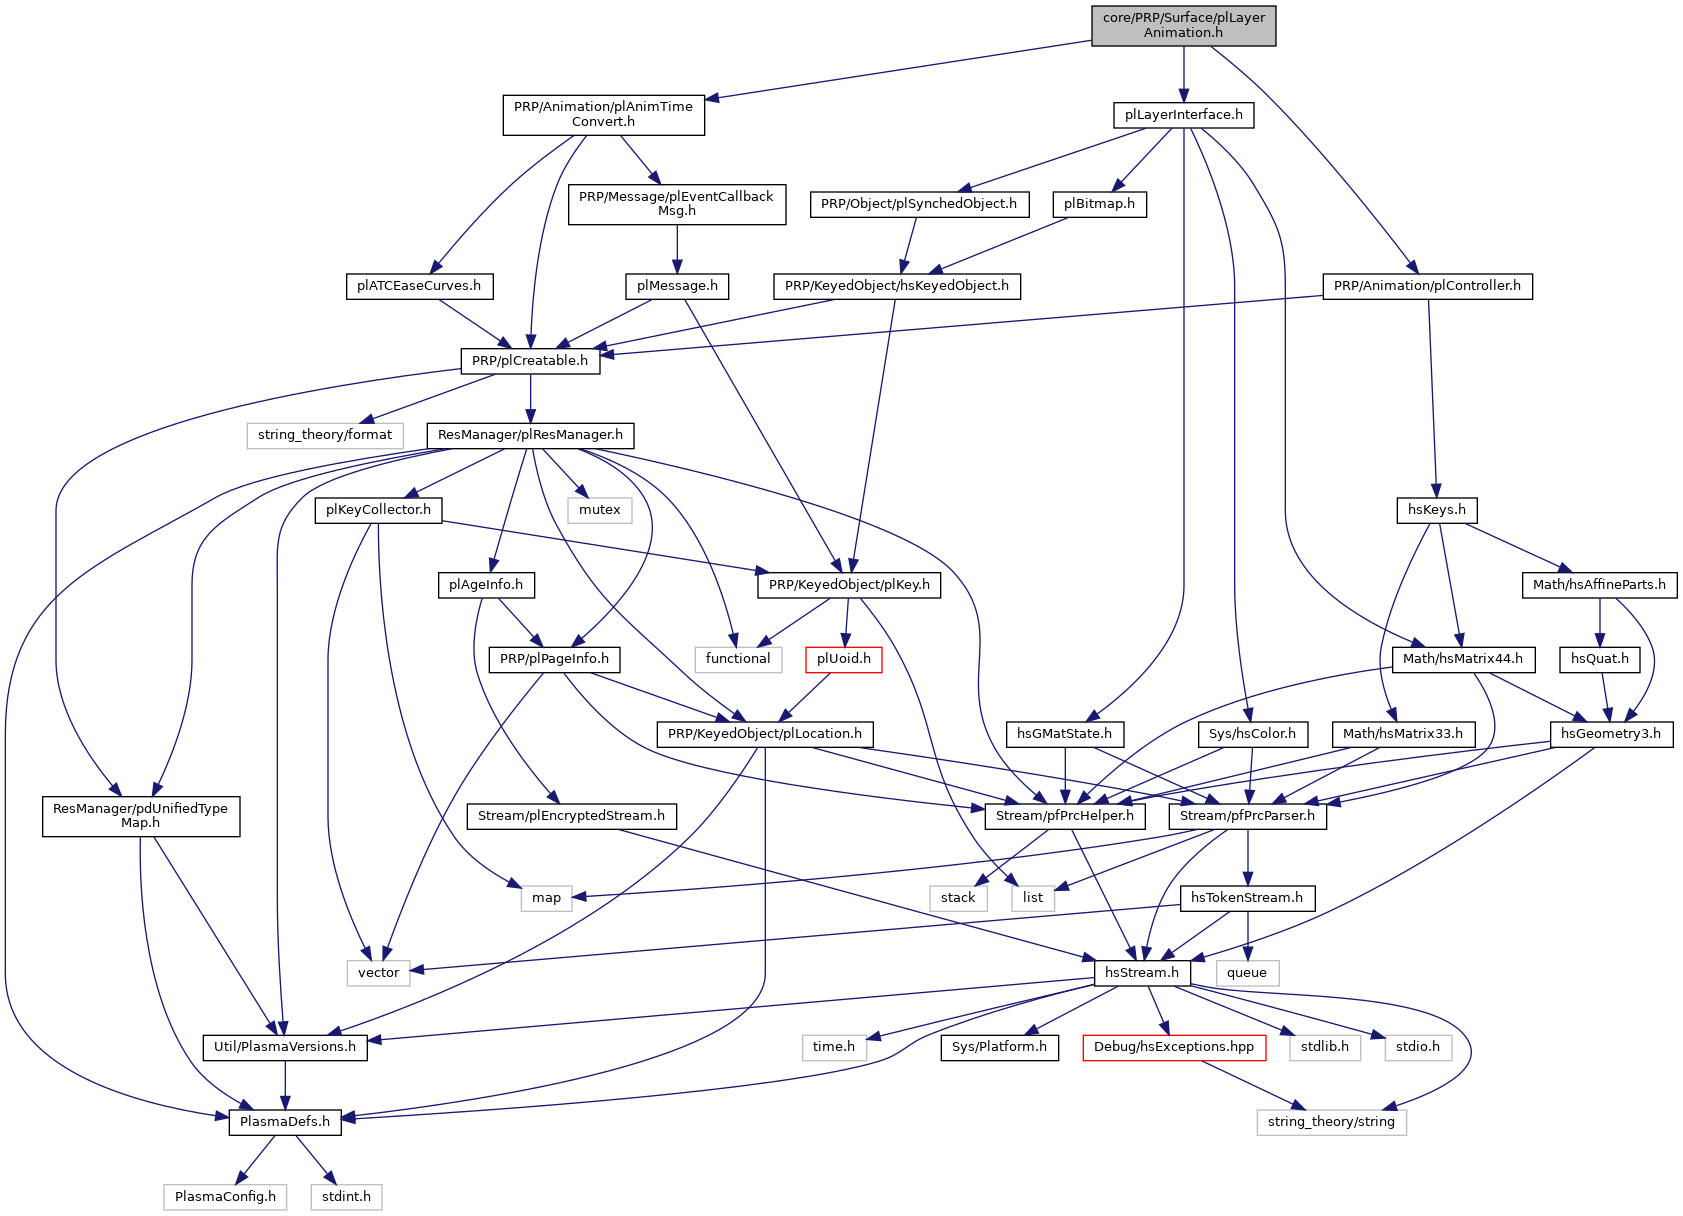 core/PRP/Surface/plLayer
Animation.h
PRP/Animation/plAnimTime
Convert.h
plLayerInterface.h
PRP/Message/plEventCallback
Msg.h
PRP/Object/plSynchedObject.h
plBitmap.h
plATCEaseCurves.h
plMessage.h
PRP/KeyedObject/hsKeyedObject.h
PRP/Animation/plController.h
PRP/plCreatable.h
string_theory/format
ResManager/plResManager.h
plKeyCollector.h
mutex
hsKeys.h
plAgeInfo.h
PRP/KeyedObject/plKey.h
Math/hsAffineParts.h
PRP/plPageInfo.h
functional
plUoid.h
Math/hsMatrix44.h
hsQuat.h
PRP/KeyedObject/plLocation.h
hsGMatState.h
Sys/hsColor.h
Math/hsMatrix33.h
hsGeometry3.h
ResManager/pdUnifiedType
Map.h
Stream/plEncryptedStream.h
Stream/pfPrcHelper.h
Stream/pfPrcParser.h
map
stack
list
hsTokenStream.h
vector
hsStream.h
queue
Util/PlasmaVersions.h
time.h
Sys/Platform.h
Debug/hsExceptions.hpp
stdlib.h
stdio.h
PlasmaDefs.h
string_theory/string
PlasmaConfig.h
stdint.h